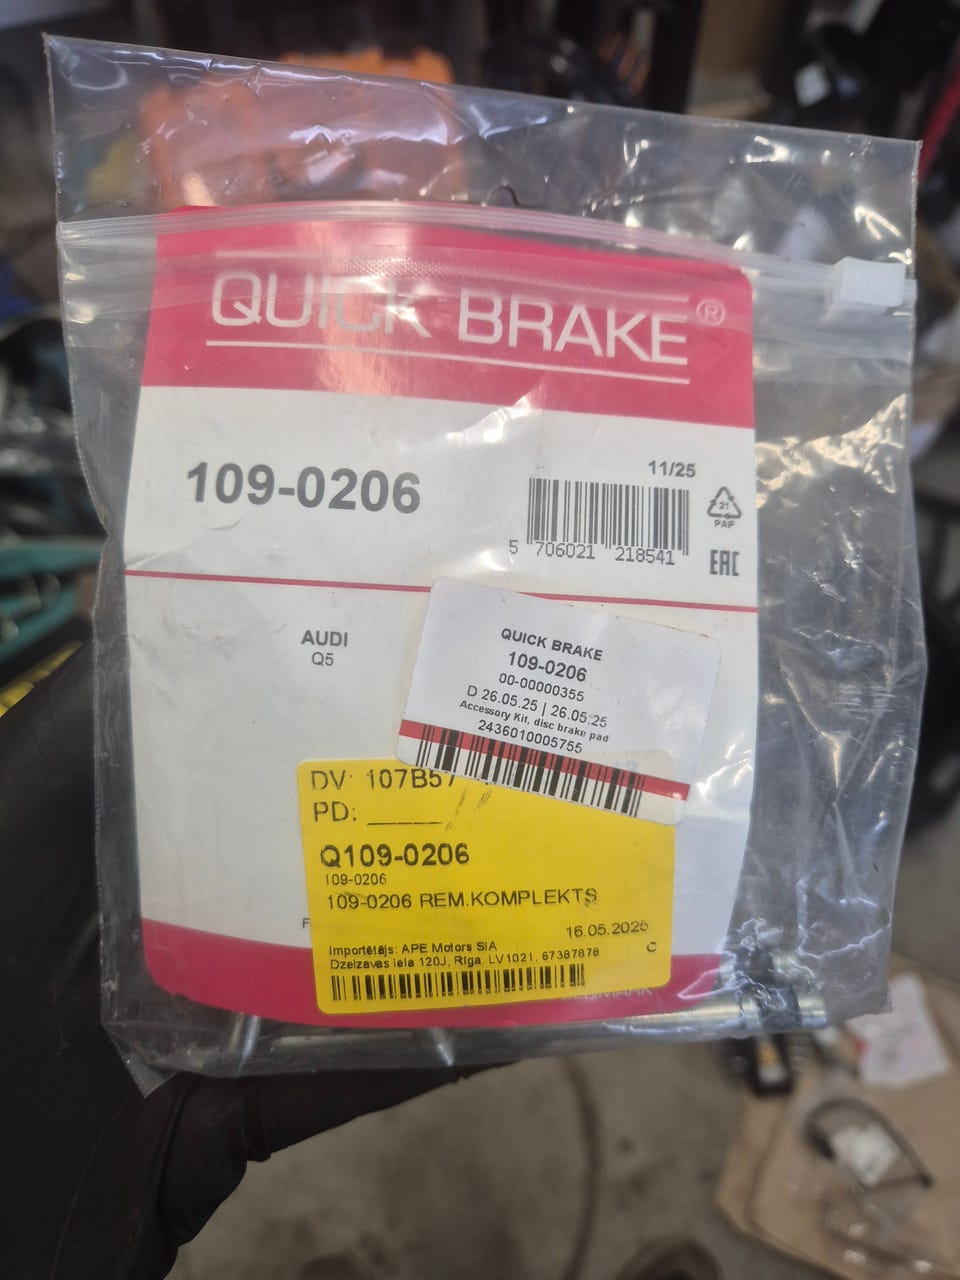 QUICK BRAKE®
109-0206
11/25
5 706021 218541
21
PAP
EAC
AUDI
Q5
QUICK BRAKE
109-0206
00-00000355
D 26.05.25 | 26.05.25
Accessory Kit, disc brake pad
2436010005755
DV: 107B57
PD: _____
Q109-0206
109-0206
109-0206 REM.KOMPLEKTS
16.05.2025
Importētājs: APE Motors SIA
C
Dzelzavas iela 120J, Rīga. LV1021. 67387878